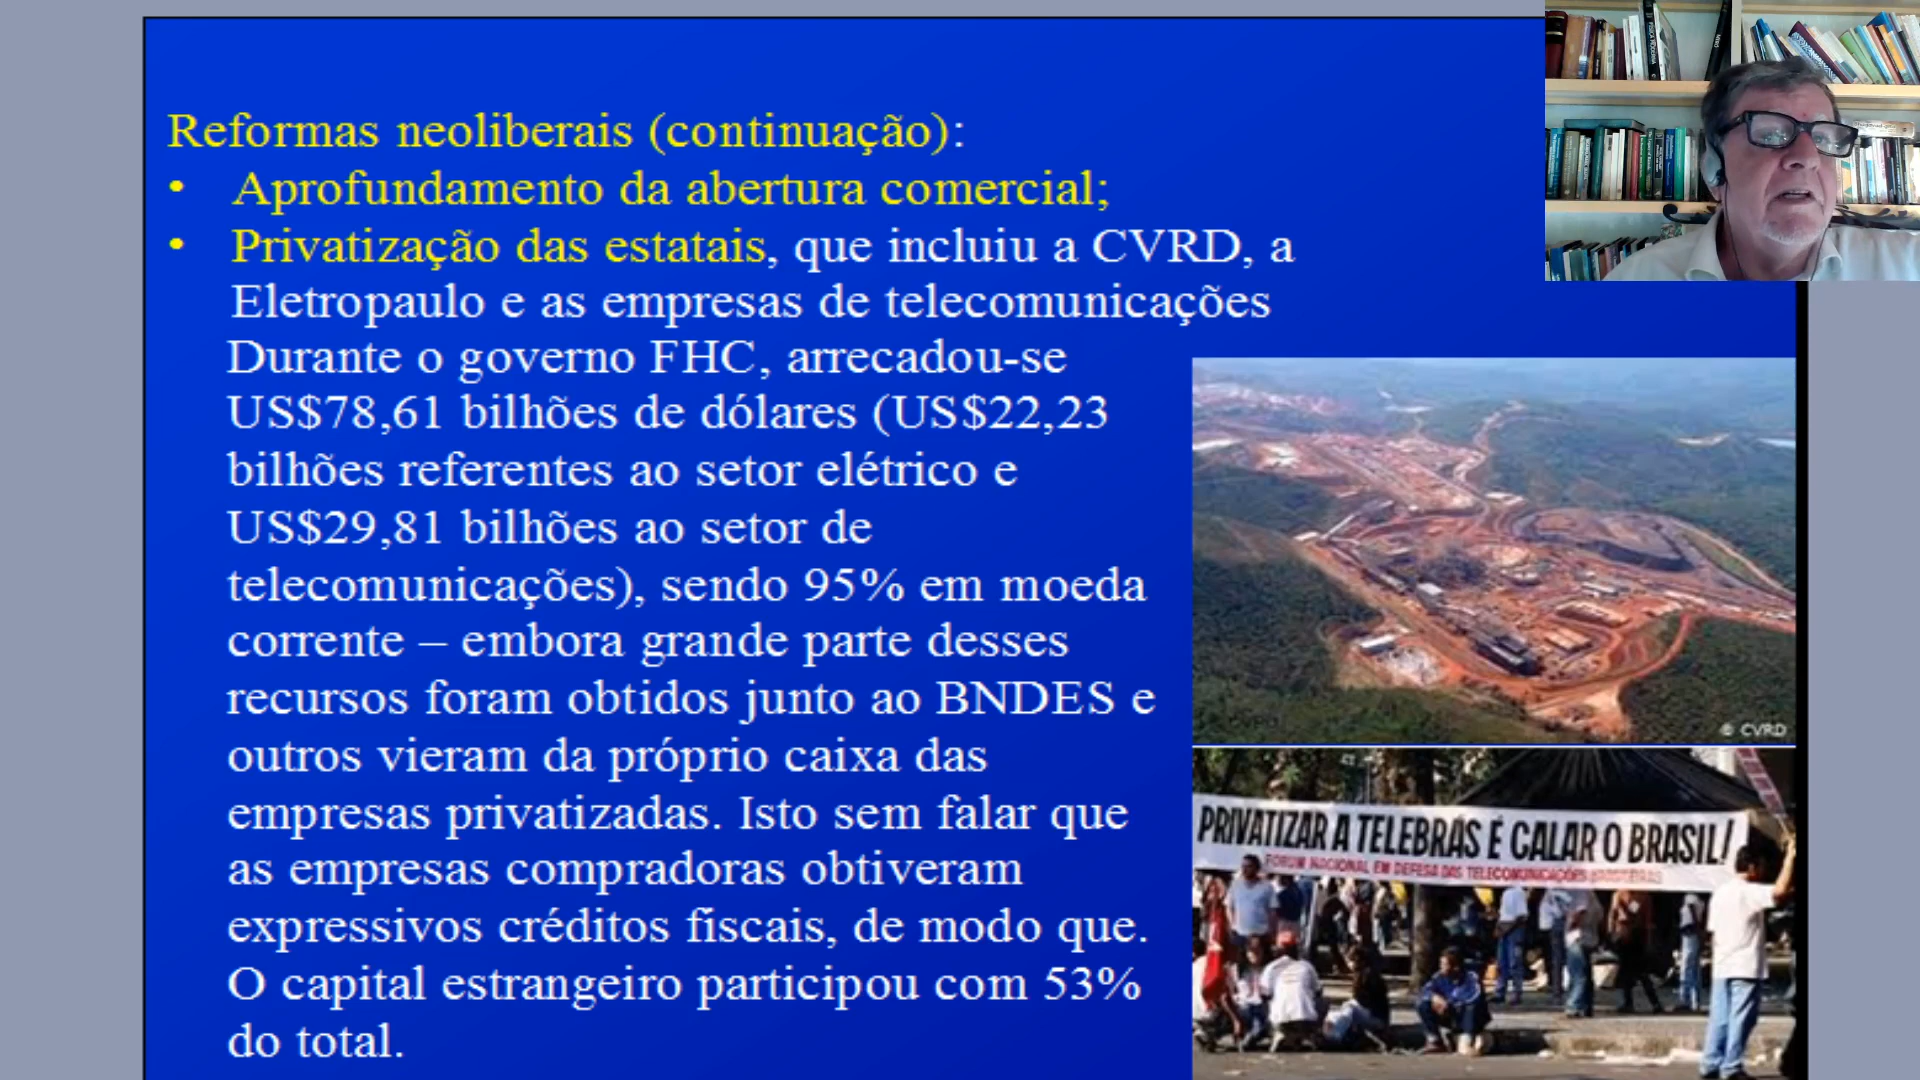 Reformas neoliberais (continuação):
• Aprofundamento da abertura comercial;
• Privatização das estatais, que incluiu a CVRD, a
Eletropaulo e as empresas de telecomunicações
Durante o governo FHC, arrecadou-se
US$78,61 bilhões de dólares (US$22,23
bilhões referentes ao setor elétrico e
US$29,81 bilhões ao setor de
telecomunicações), sendo 95% em moeda
corrente – embora grande parte desses
recursos foram obtidos junto ao BNDES e
outros vieram da próprio caixa das
empresas privatizadas. Isto sem falar que
as empresas compradoras obtiveram
expressivos créditos fiscais, de modo que.
O capital estrangeiro participou com 53%
do total.
© CVRD
PRIVATIZAR A TELEBRÁS É CALAR O BRASIL!
FORUM NACIONAL EM DEFESA DAS TELECOMUNICAÇÕES BRASILEIRAS